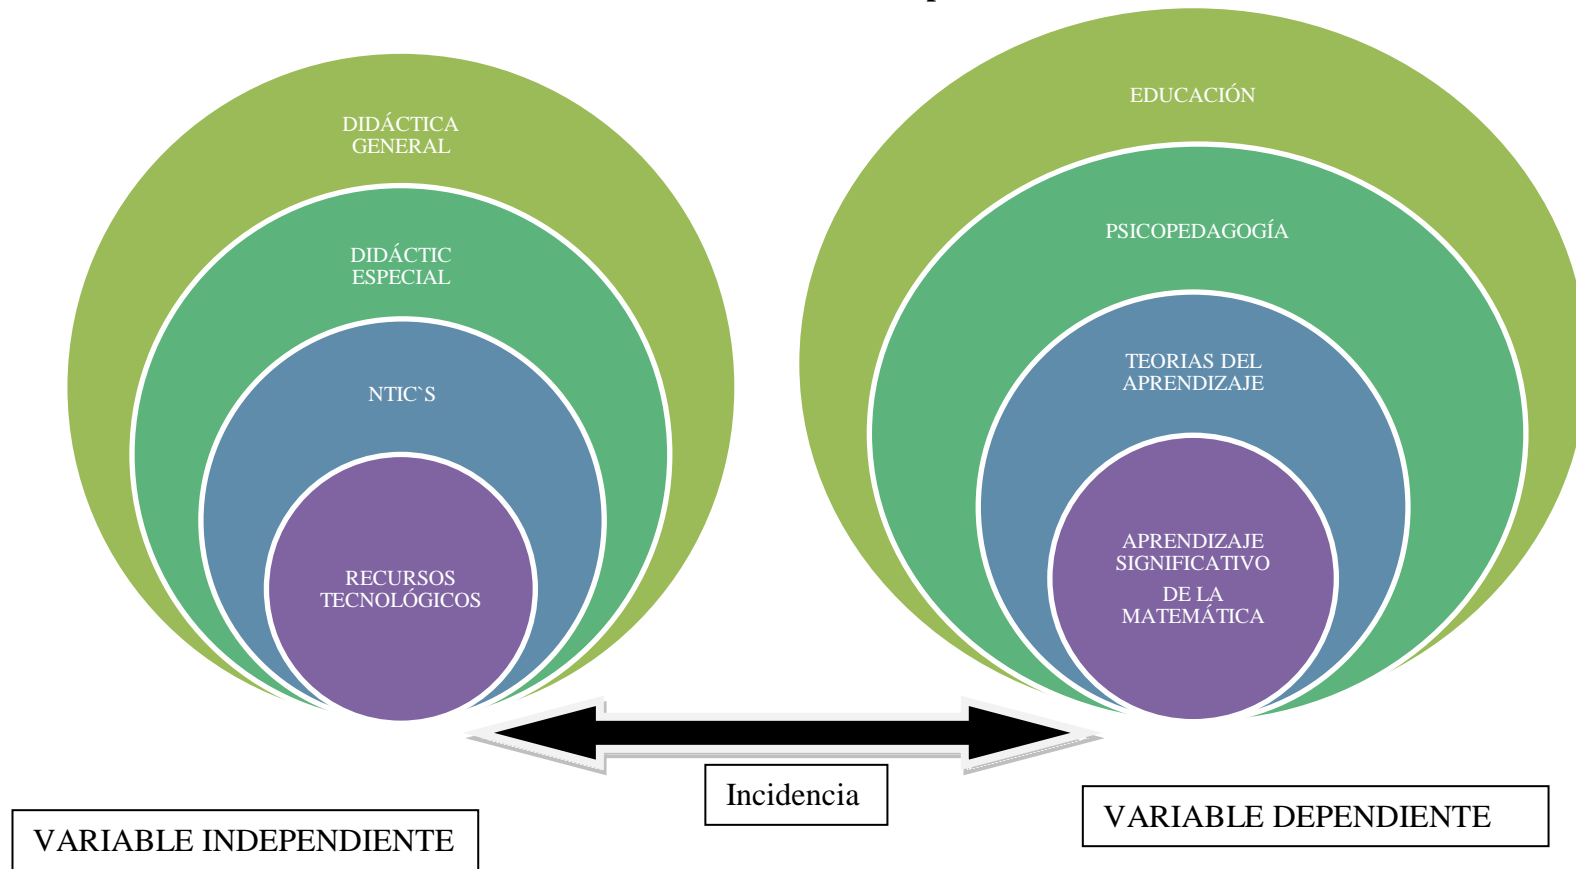 DIDÁCTICA
GENERAL
DIDÁCTIC
ESPECIAL
NTIC`S
RECURSOS
TECNOLÓGICOS
EDUCACIÓN
PSICOPEDAGOGÍA
TEORIAS DEL
APRENDIZAJE
APRENDIZAJE
SIGNIFICATIVO
DE LA
MATEMÁTICA
Incidencia
VARIABLE INDEPENDIENTE
VARIABLE DEPENDIENTE